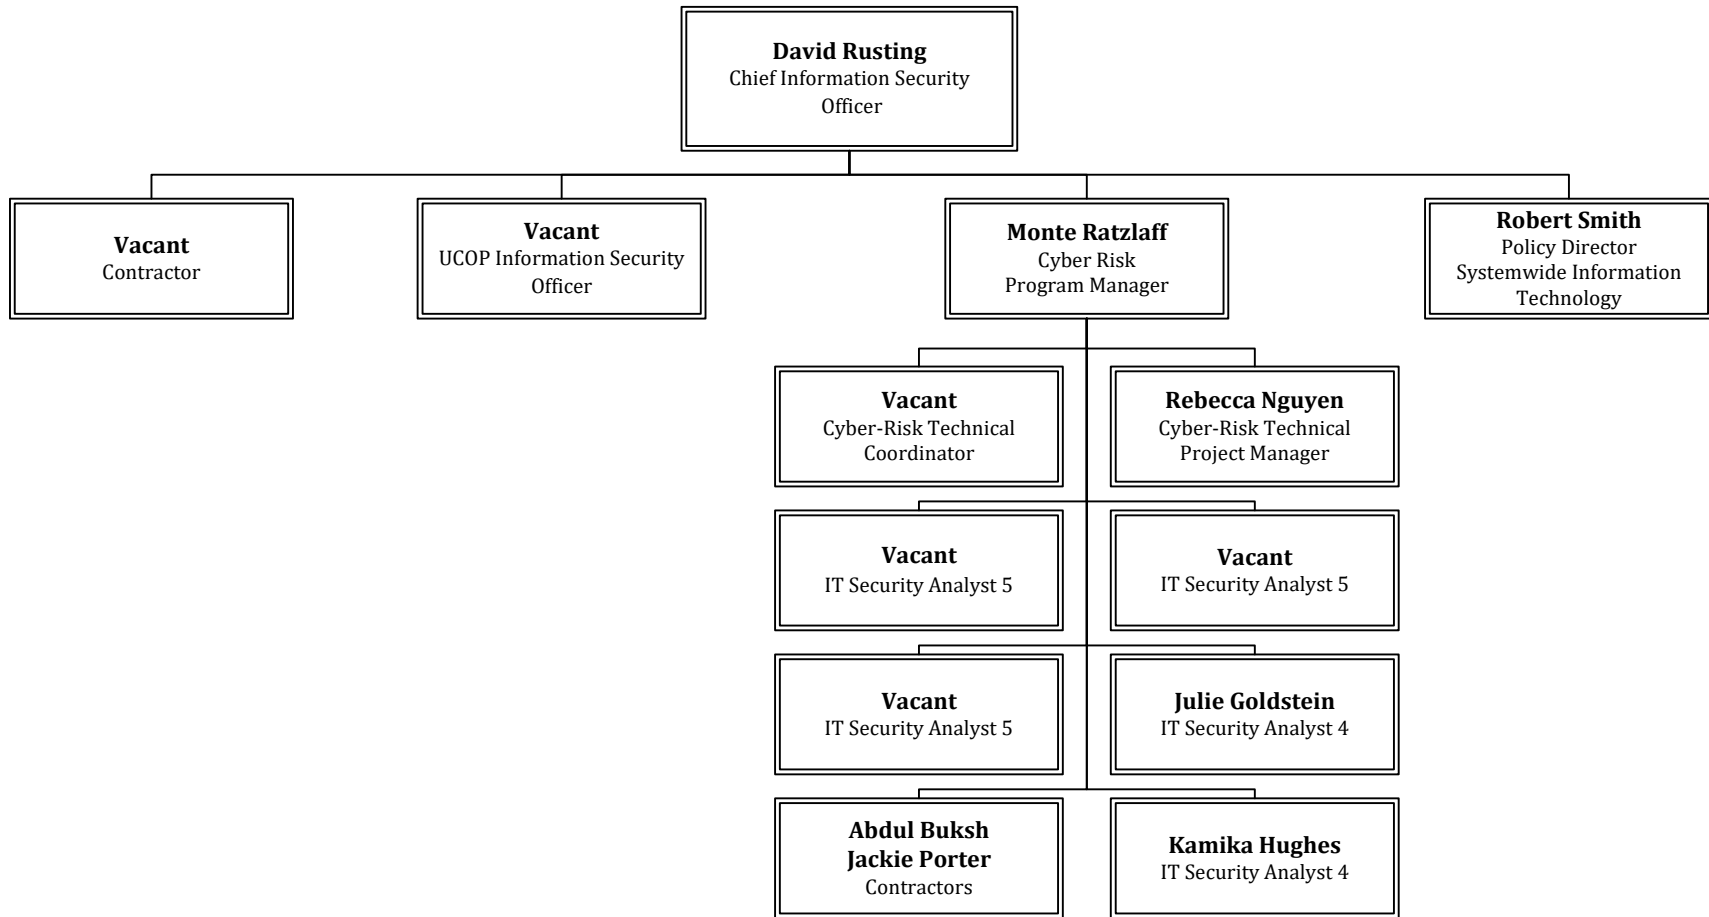 David Rusting
Chief Information Security
Officer
Vacant
Contractor
Vacant
UCOP Information Security
Officer
Monte Ratzlaff
Cyber Risk
Program Manager
Robert Smith
Policy Director
Systemwide Information
Technology
Vacant
Cyber-Risk Technical
Coordinator
Rebecca Nguyen
Cyber-Risk Technical
Project Manager
Vacant
IT Security Analyst 5
Vacant
IT Security Analyst 5
Vacant
IT Security Analyst 5
Julie Goldstein
IT Security Analyst 4
Abdul Buksh
Jackie Porter
Contractors
Kamika Hughes
IT Security Analyst 4